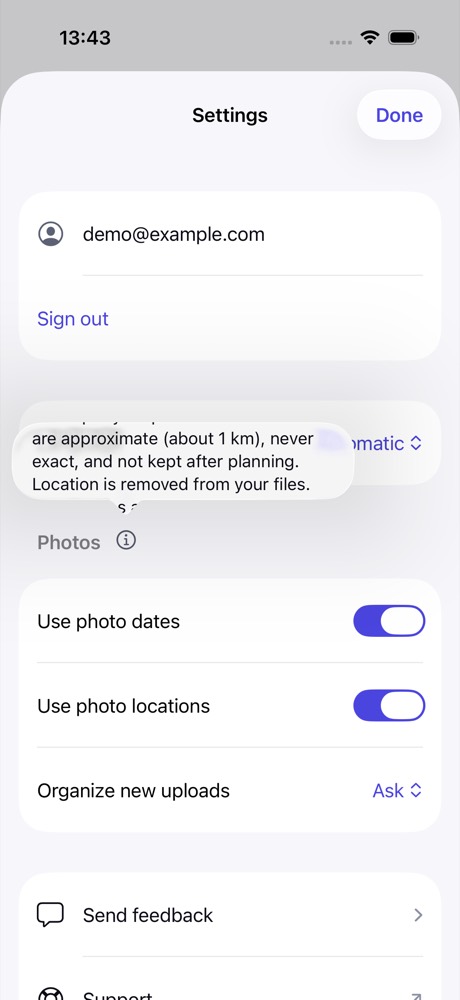 13:43
Settings
Done
demo@example.com
Sign out
omatic
are approximate (about 1 km), never
exact, and not kept after planning.
Location is removed from your files.
Photos
Use photo dates
Use photo locations
Organize new uploads
Ask
Send feedback
Support